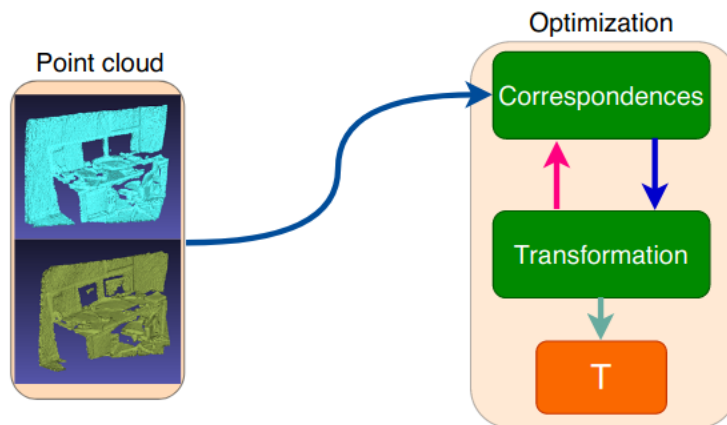 Point cloud
Optimization
Correspondences
Transformation
T